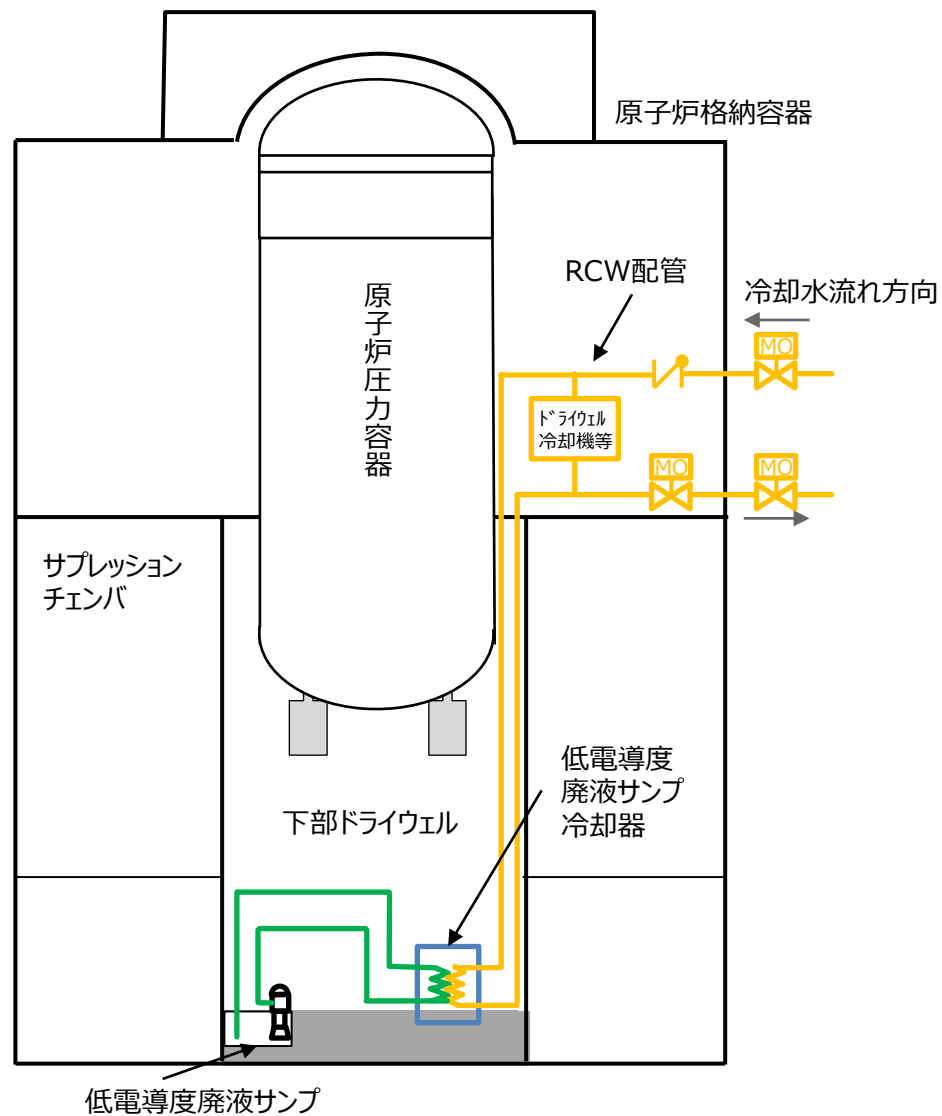 原子炉格納容器
RCW配管
冷却水流れ方向
MO
原子炉圧力容器
ドライウェル
冷却機等
MO
MO
サプレッション
チェンバ
低電導度
廃液サンプ
冷却器
下部ドライウェル
低電導度廃液サンプ